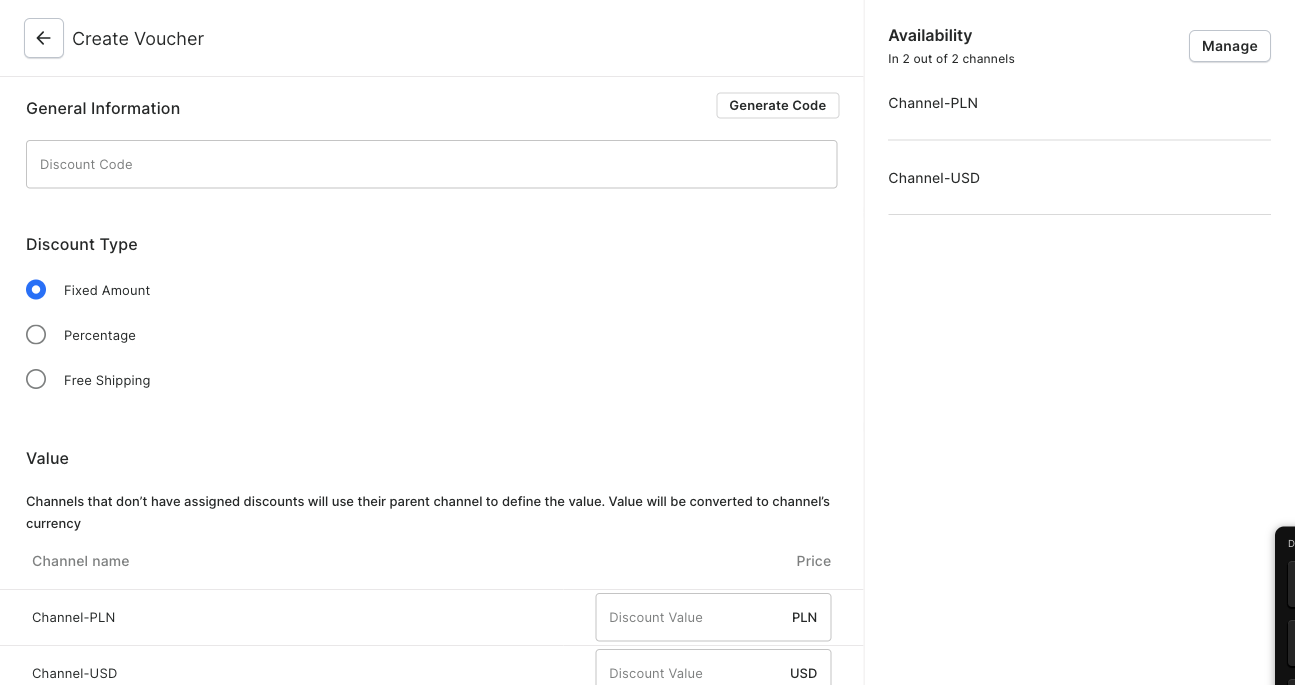 Create Voucher
General Information
Generate Code
Discount Code
Discount Type
Fixed Amount
Percentage
Free Shipping
Value
Channels that don’t have assigned discounts will use their parent channel to define the value. Value will be converted to channel’s
currency
Channel name
Price
Channel-PLN
Discount Value
PLN
Channel-USD
Discount Value
USD
Availability
In 2 out of 2 channels
Manage
Channel-PLN
Channel-USD